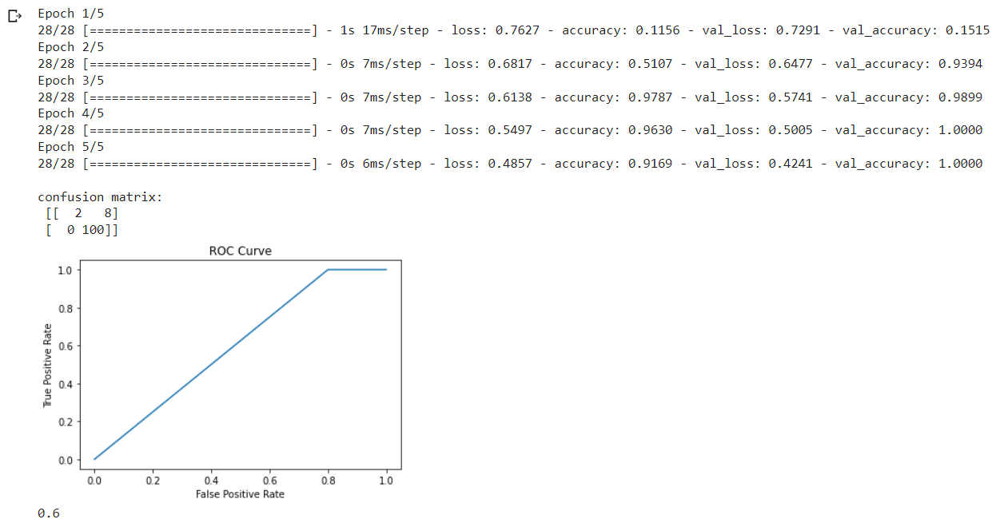 Epoch 1/5
28/28 [==============================] - 1s 17ms/step - loss: 0.7627 - accuracy: 0.1156 - val_loss: 0.7291 - val_accuracy: 0.1515
Epoch 2/5
28/28 [==============================] - 0s 7ms/step - loss: 0.6817 - accuracy: 0.5107 - val_loss: 0.6477 - val_accuracy: 0.9394
Epoch 3/5
28/28 [==============================] - 0s 7ms/step - loss: 0.6138 - accuracy: 0.9787 - val_loss: 0.5741 - val_accuracy: 0.9899
Epoch 4/5
28/28 [==============================] - 0s 7ms/step - loss: 0.5497 - accuracy: 0.9630 - val_loss: 0.5005 - val_accuracy: 1.0000
Epoch 5/5
28/28 [==============================] - 0s 6ms/step - loss: 0.4857 - accuracy: 0.9169 - val_loss: 0.4241 - val_accuracy: 1.0000
confusion matrix:
[[  2   8]
[  0 100]]
ROC Curve
True Positive Rate
1.0
0.8
0.6
0.4
0.2
0.0
0.0 0.2 0.4 0.6 0.8 1.0
False Positive Rate
0.6